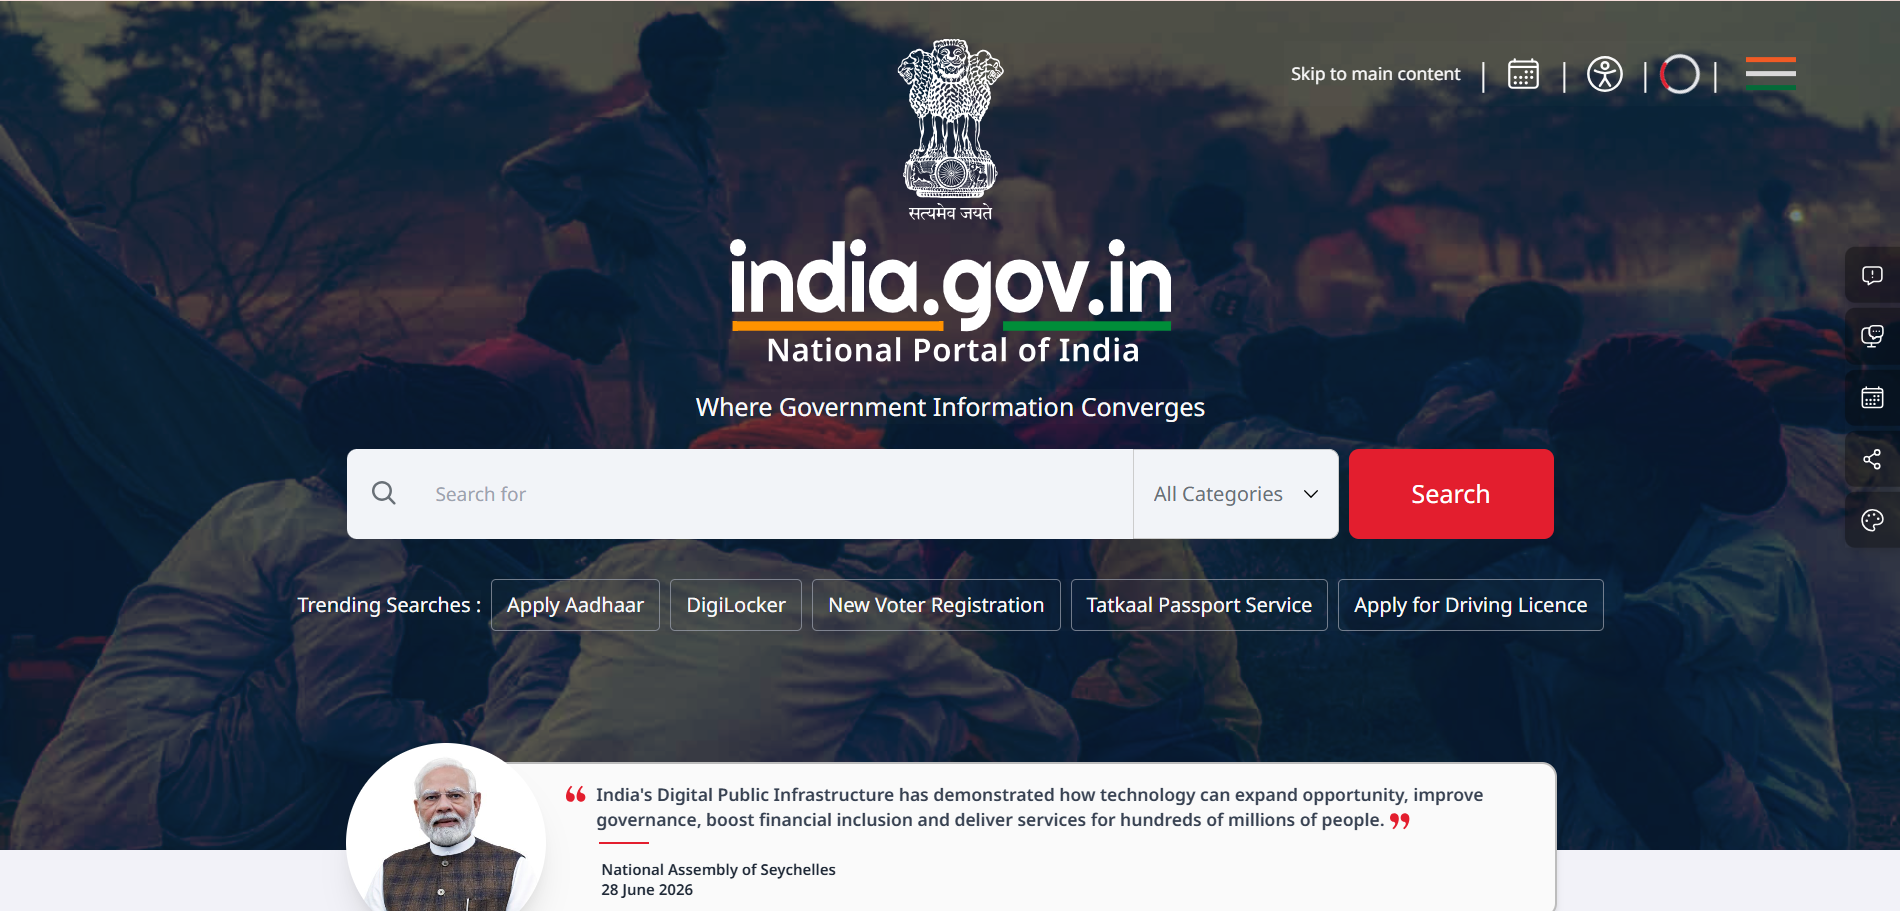 Skip to main content
सत्यमेव जयते
india.gov.in
National Portal of India
Where Government Information Converges
Search for
All Categories
Search
Trending Searches :
Apply Aadhaar
DigiLocker
New Voter Registration
Tatkaal Passport Service
Apply for Driving Licence
“India's Digital Public Infrastructure has demonstrated how technology can expand opportunity, improve
governance, boost financial inclusion and deliver services for hundreds of millions of people.”
National Assembly of Seychelles
28 June 2026